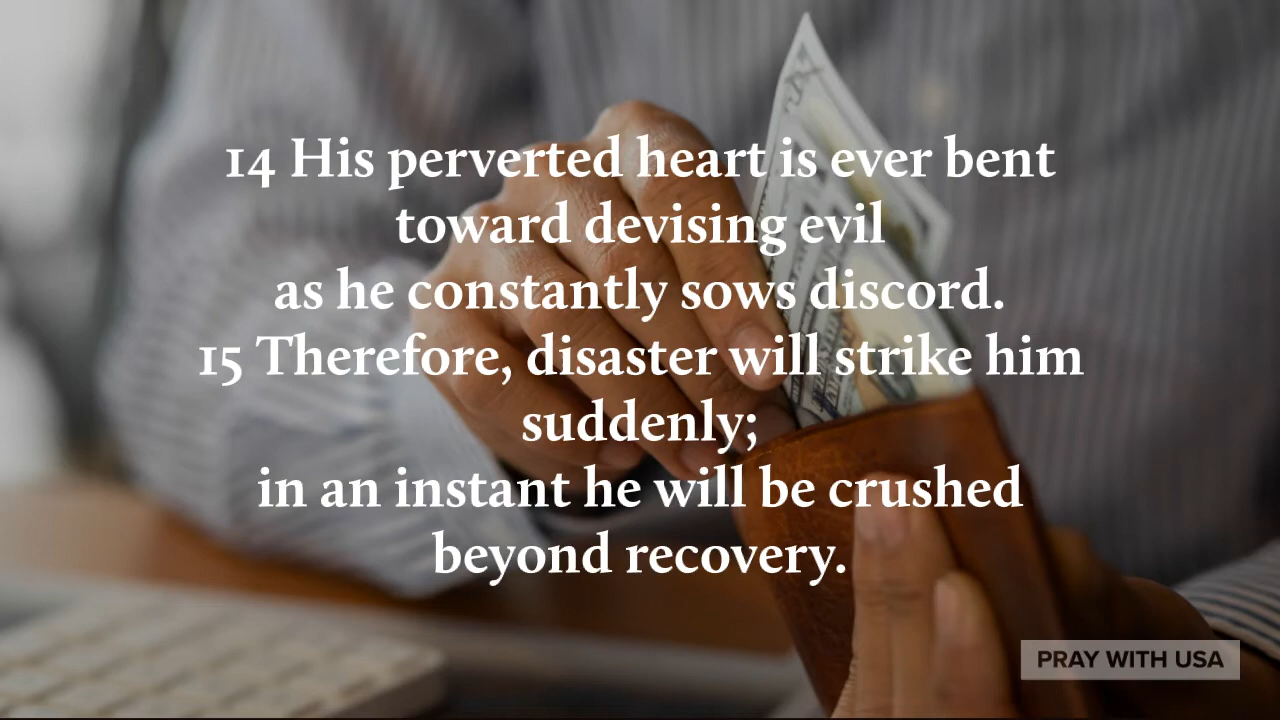 14 His perverted heart is ever bent
toward devising evil
as he constantly sows discord.
15 Therefore, disaster will strike him
suddenly;
in an instant he will be crushed
beyond recovery.
PRAY WITH USA